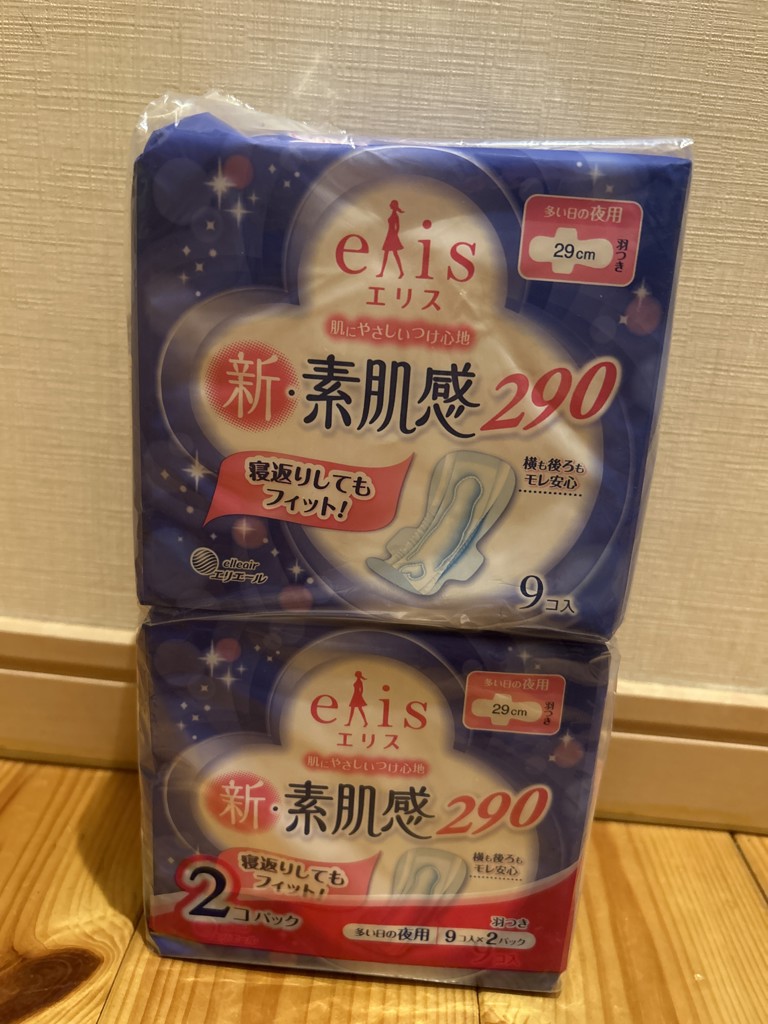 elis
エリス
肌にやさしいつけ心地
新・素肌感290
多い日の夜用
29cm
羽つき
寝返りしても
フィット!
横も後ろも
モレ安心
elleair
エリエール
9コ入
elis
エリス
肌にやさしいつけ心地
新・素肌感290
多い日の夜用
29cm
羽つき
寝返りしても
フィット!
横も後ろも
モレ安心
2コパック
羽つき
多い日の夜用 9コ入×2パック
9コ入